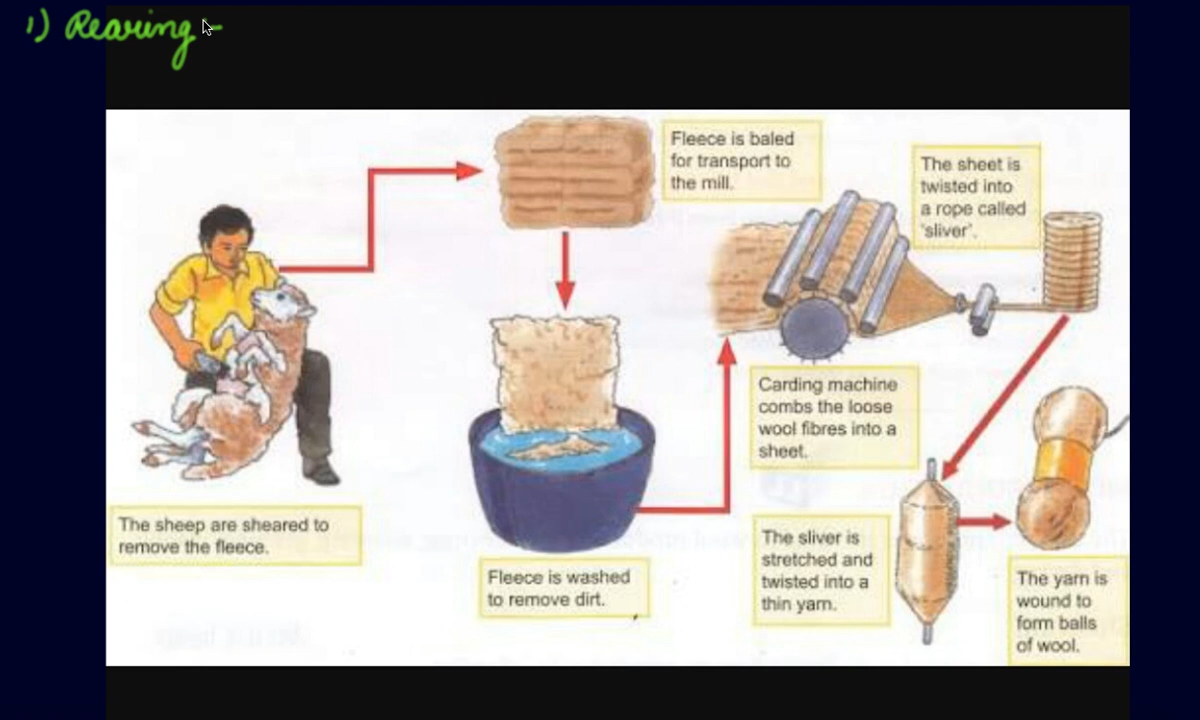 1) Rearing -
Fleece is baled
for transport to
the mill.
The sheet is
twisted into
a rope called
'sliver'.
Carding machine
combs the loose
wool fibres into a
sheet.
The sheep are sheared to
remove the fleece.
Fleece is washed
to remove dirt.
The sliver is
stretched and
twisted into a
thin yarn.
The yarn is
wound to
form balls
of wool.